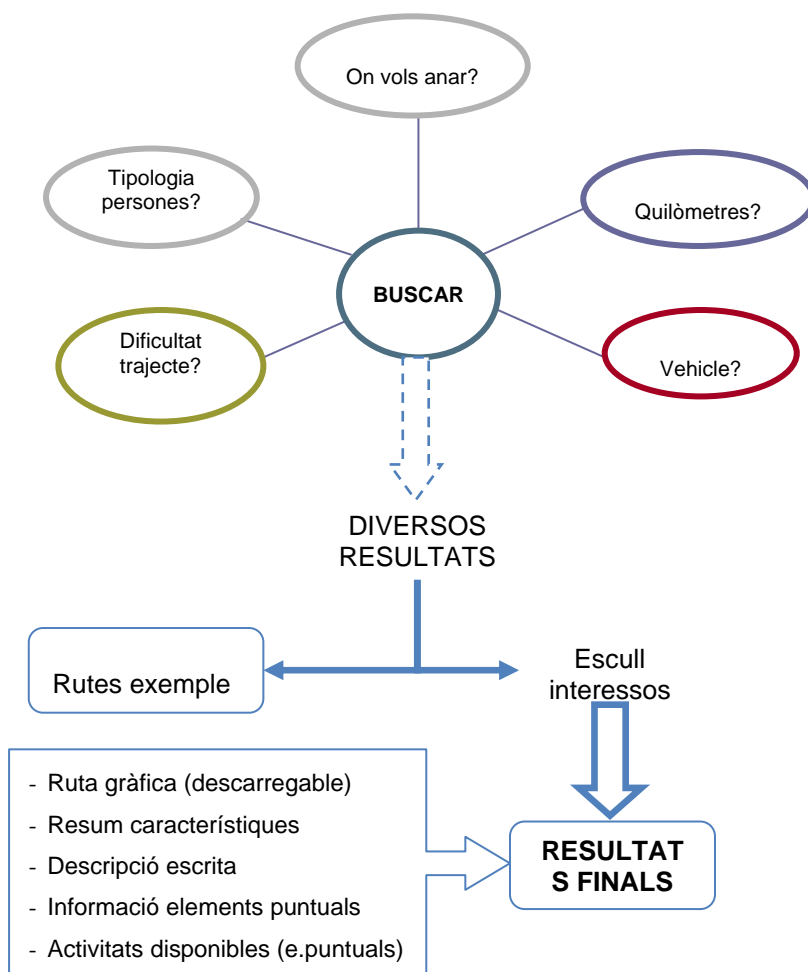 On vols anar?
Tipologia
persones?
Quilòmetres?
BUSCAR
Dificultat
trajecte?
Vehicle?
DIVERSOS
RESULTATS
Rutes exemple
Escull
interessos
- Ruta gràfica (descarregable)
- Resum característiques
- Descripció escrita
- Informació elements puntuals
- Activitats disponibles (e.puntuals)
RESULTAT
S FINALS